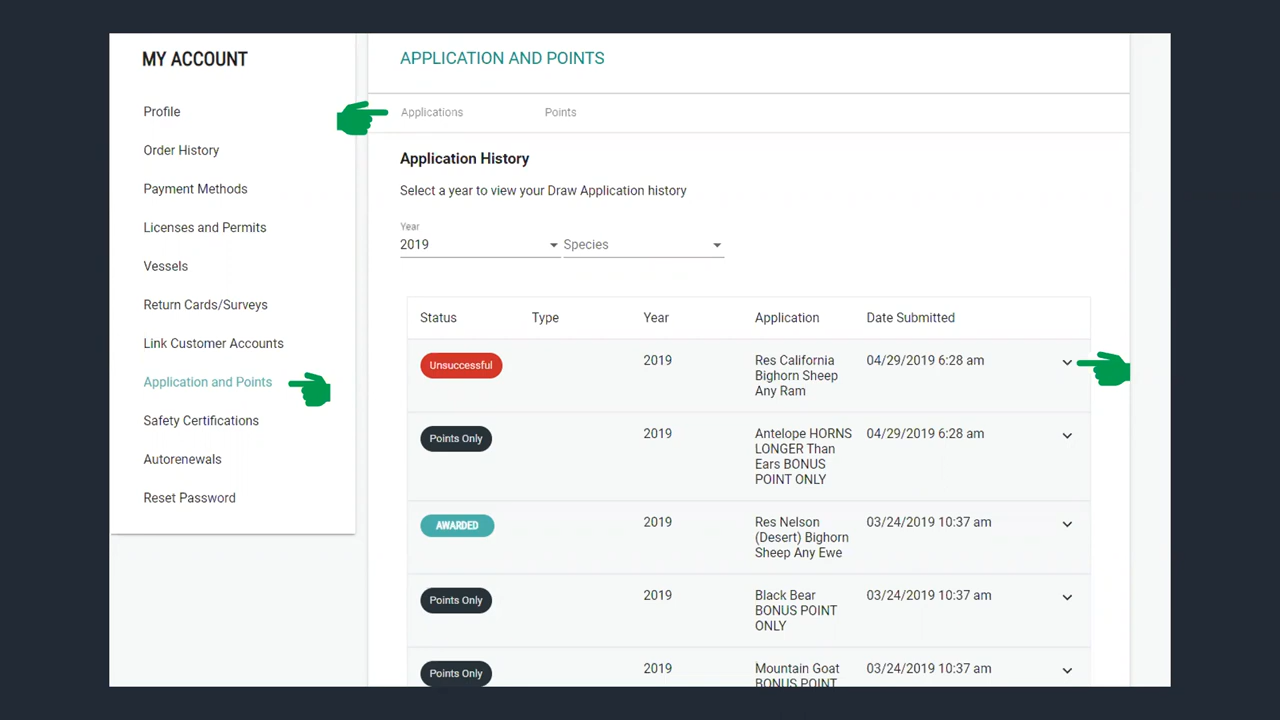 MY ACCOUNT
Profile
Order History
Payment Methods
Licenses and Permits
Vessels
Return Cards/Surveys
Link Customer Accounts
Application and Points
Safety Certifications
Autorenewals
Reset Password
APPLICATION AND POINTS
Applications Points
Application History
Select a year to view your Draw Application history
Year
2019 Species
Status Type Year Application Date Submitted
Unsuccessful 2019 Res California 04/29/2019 6:28 am
Bighorn Sheep
Any Ram
Points Only 2019 Antelope HORNS 04/29/2019 6:28 am
LONGER Than
Ears BONUS
POINT ONLY
AWARDED 2019 Res Nelson 03/24/2019 10:37 am
(Desert) Bighorn
Sheep Any Ewe
Points Only 2019 Black Bear 03/24/2019 10:37 am
BONUS POINT
ONLY
Points Only 2019 Mountain Goat 03/24/2019 10:37 am
BONUS POINT